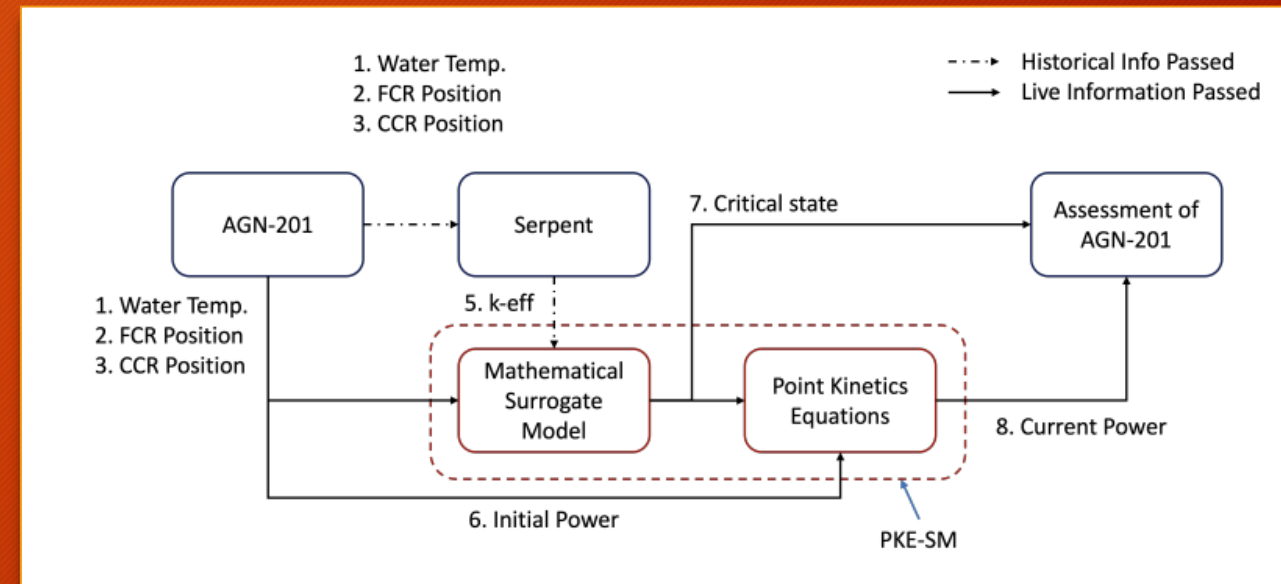 1. Water Temp.
2. FCR Position
3. CCR Position
Historical Info Passed
Live Information Passed
AGN-201
Serpent
7. Critical state
Assessment of
AGN-201
1. Water Temp.
2. FCR Position
3. CCR Position
5. k-eff
Mathematical
Surrogate
Model
Point Kinetics
Equations
8. Current Power
6. Initial Power
PKE-SM